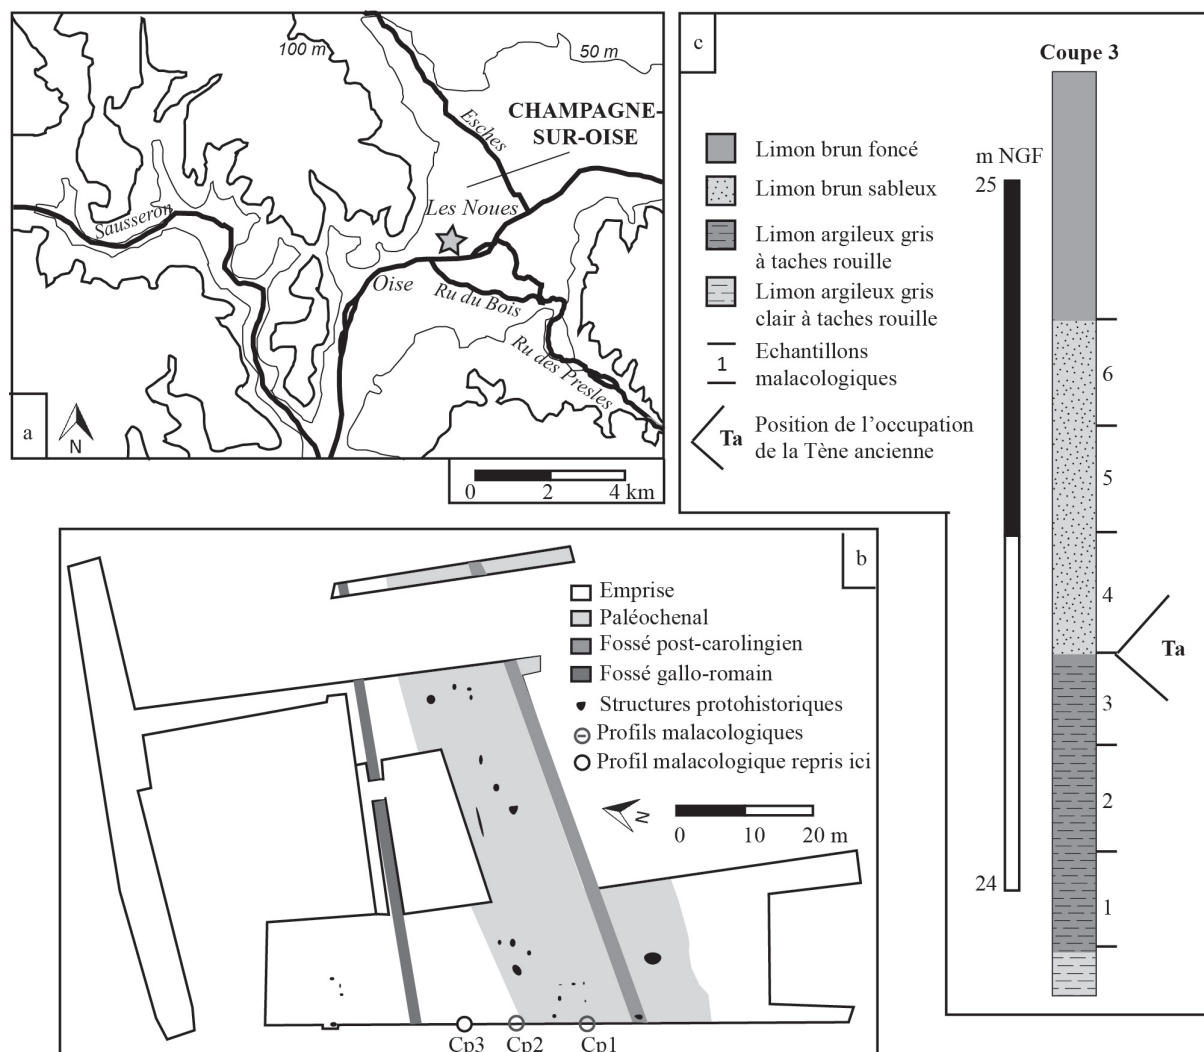 100 m
50 m
Esches
CHAMPAGNE-
SUR-OISE
Les Noues
Sausseron
Oise
Ru du Bois
Ru des Presles
a
N
0 2 4 km
c
Coupe 3
Limon brun foncé
Limon brun sableux
Limon argileux gris
à taches rouille
Limon argileux gris
clair à taches rouille
1
Echantillons
malacologiques
Ta
Position de l’occupation
de la Tène ancienne
m NGF
25
24
6
5
4
3
2
1
Ta
b
Emprise
Paléochenal
Fossé post-carolingien
Fossé gallo-romain
Structures protohistoriques
Profils malacologiques
Profil malacologique repris ici
N
0 10 20 m
Cp3 Cp2 Cp1